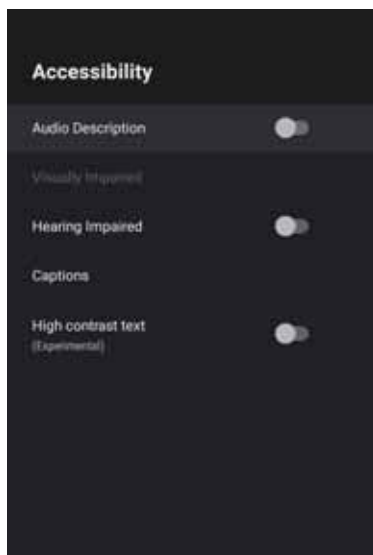 Accessibility
Audio Description
Visually Impaired
Hearing Impaired
Captions
High contrast text
(Experimental)